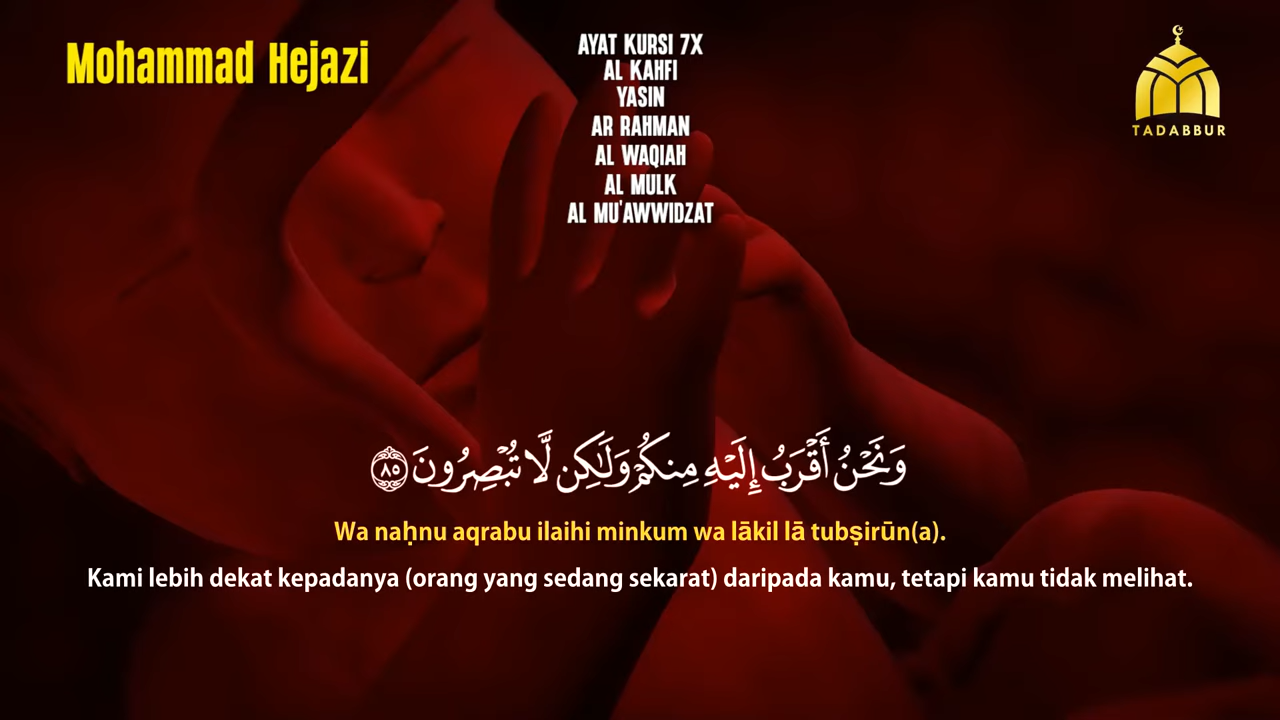 Mohammad Hejazi
AYAT KURSI 7X
AL KAHFI
YASIN
AR RAHMAN
AL WAQIAH
AL MULK
AL MU'AWWIDZAT
TADABBUR
وَنَحْنُ أَقْرَبُ إِلَيْهِ مِنكُمْ وَلَٰكِن لَّا تُبْصِرُونَ ٨٥
Wa naḥnu aqrabu ilaihi minkum wa lākil lā tubṣirūn(a).
Kami lebih dekat kepadanya (orang yang sedang sekarat) daripada kamu, tetapi kamu tidak melihat.